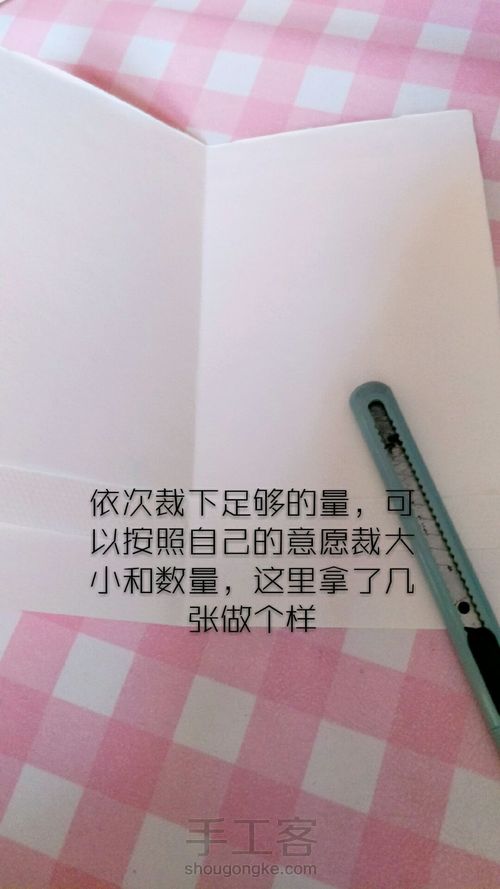 依次裁下足够的量，可
以按照自己的意愿裁大
小和数量，这里拿了几
张做个样
手工客
shougongke.com